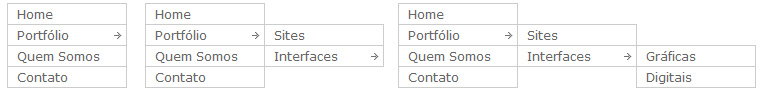 Home
Portfólio
Quem Somos
Contato
Home
Portfólio Sites
Quem Somos Interfaces
Contato
Home
Portfólio Sites
Quem Somos Interfaces Gráficas
Contato Digitais